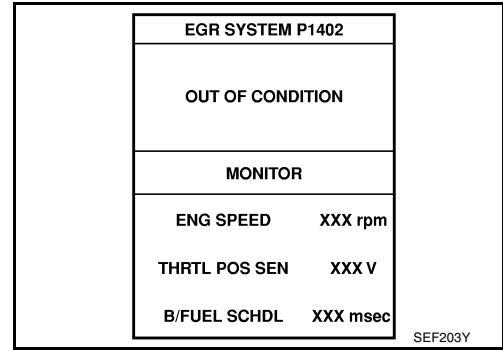 EGR SYSTEM P1402
OUT OF CONDITION
MONITOR
ENG SPEED XXX rpm
THRTL POS SEN XXX V
B/FUEL SCHDL XXX msec
SEF203Y